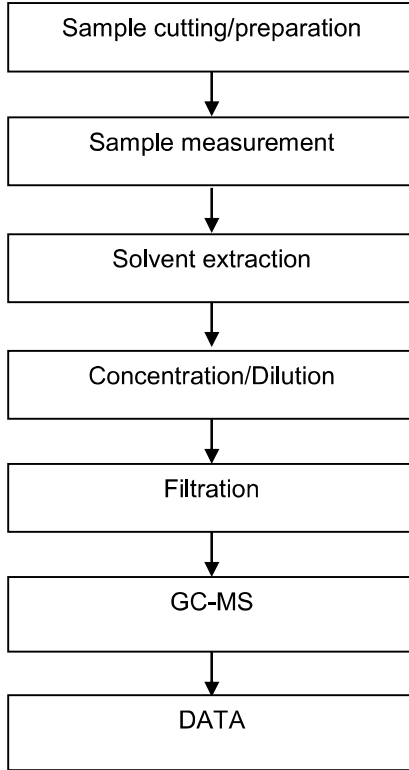 Sample cutting/preparation
Sample measurement
Solvent extraction
Concentration/Dilution
Filtration
GC-MS
DATA